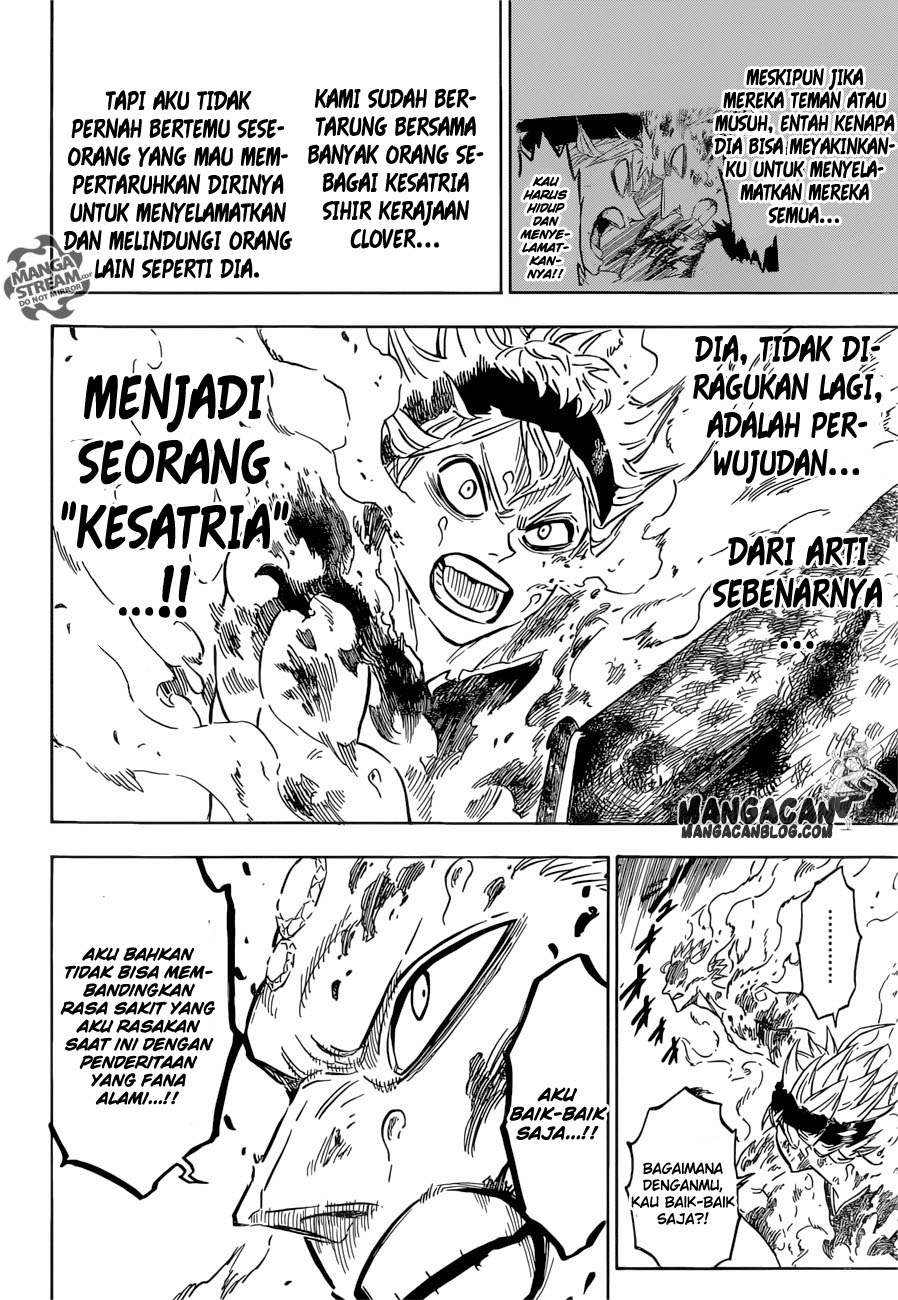 MESKIPUN JIKA
MEREKA TEMAN ATAU
MUSUH, ENTAH KENAPA
DIA BISA MEYAKINKAN-
KU UNTUK MENYELA-
MATKAN MEREKA
SEMUA...
KAU
HARUS
HIDUP
DAN
MENYE-
LAMAT-
KAN-
NYA!!
KAMI SUDAH BER-
TARUNG BERSAMA
BANYAK ORANG SE-
BAGAI KESATRIA
SIHIR KERAJAAN
CLOVER...
TAPI AKU TIDAK
PERNAH BERTEMU SESE-
ORANG YANG MAU MEM-
PERTARUHKAN DIRINYA
UNTUK MENYELAMATKAN
DAN MELINDUNGI ORANG
LAIN SEPERTI DIA.
MANGA
STREAM.COM
DO NOT MIRROR
DIA, TIDAK DI-
RAGUKAN LAGI,
ADALAH PER-
WUJUDAN...
DARI ARTI
SEBENARNYA
...
MENJADI
SEORANG
"KESATRIA"
...!!
MANGACAN
MANGACANBLOG.COM
.........
BAGAIMANA
DENGANMU,
KAU BAIK-BAIK
SAJA?!
AKU
BAIK-BAIK
SAJA...!!
AKU BAHKAN
TIDAK BISA MEM-
BANDINGKAN
RASA SAKIT YANG
AKU RASAKAN
SAAT INI DENGAN
PENDERITAAN
YANG FANA
ALAMI...!!